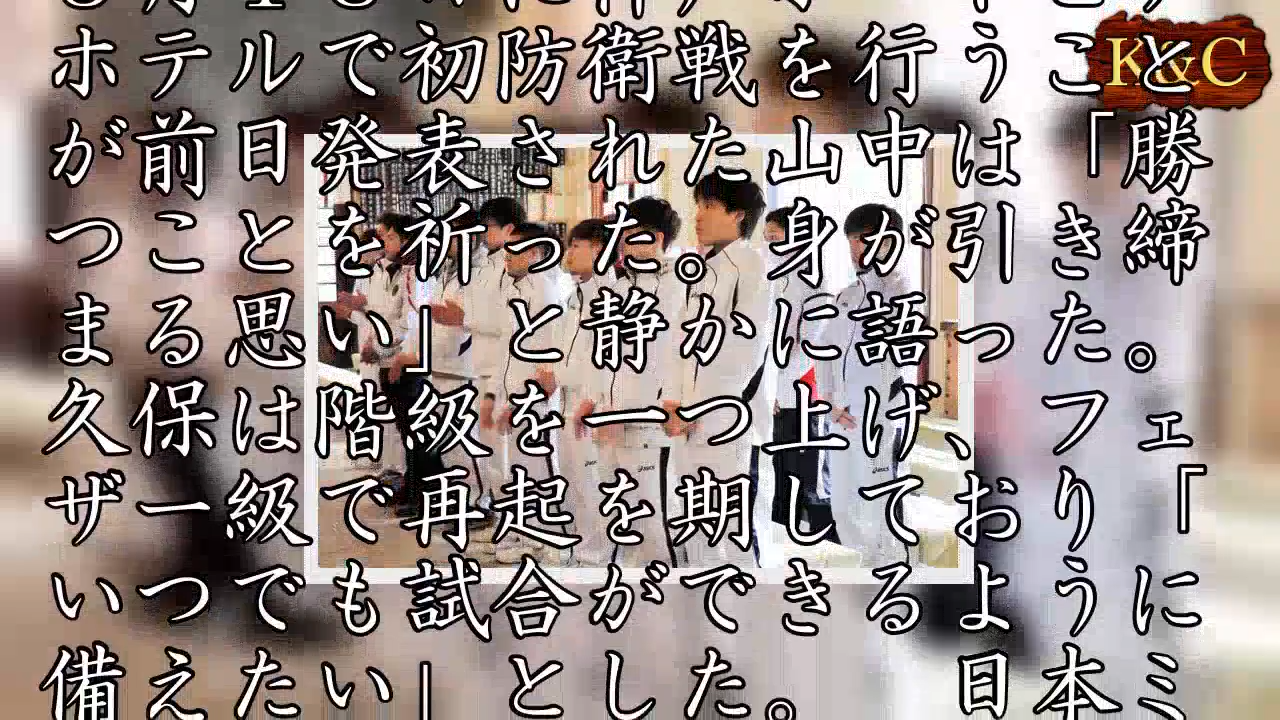 ホテルで初防衛戦を行うこと
K&C
が前日発表された山中は「勝
つことを祈った。身が引き締
まる思い」と静かに語った。
久保は階級を一つ上げ、フェ
ザー級で再起を期しており「
いつでも試合ができるように
備えたい」とした。 日本ミ